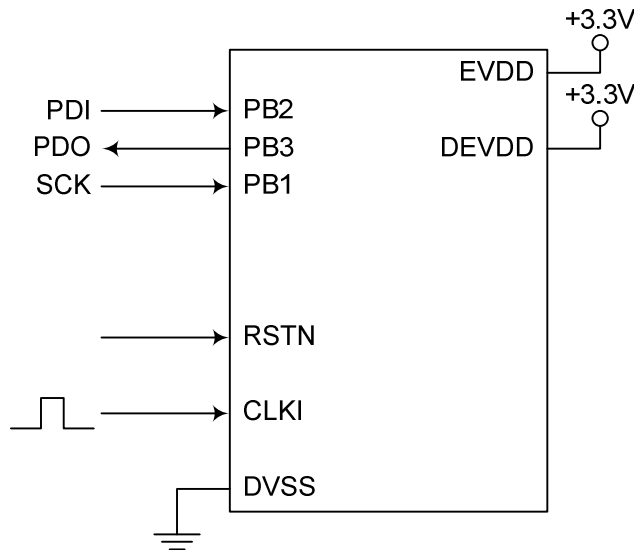 +3.3V
EVDD
+3.3V
PDI PB2
PDO PB3 DEVDD
SCK PB1
RSTN
CLKI
DVSS